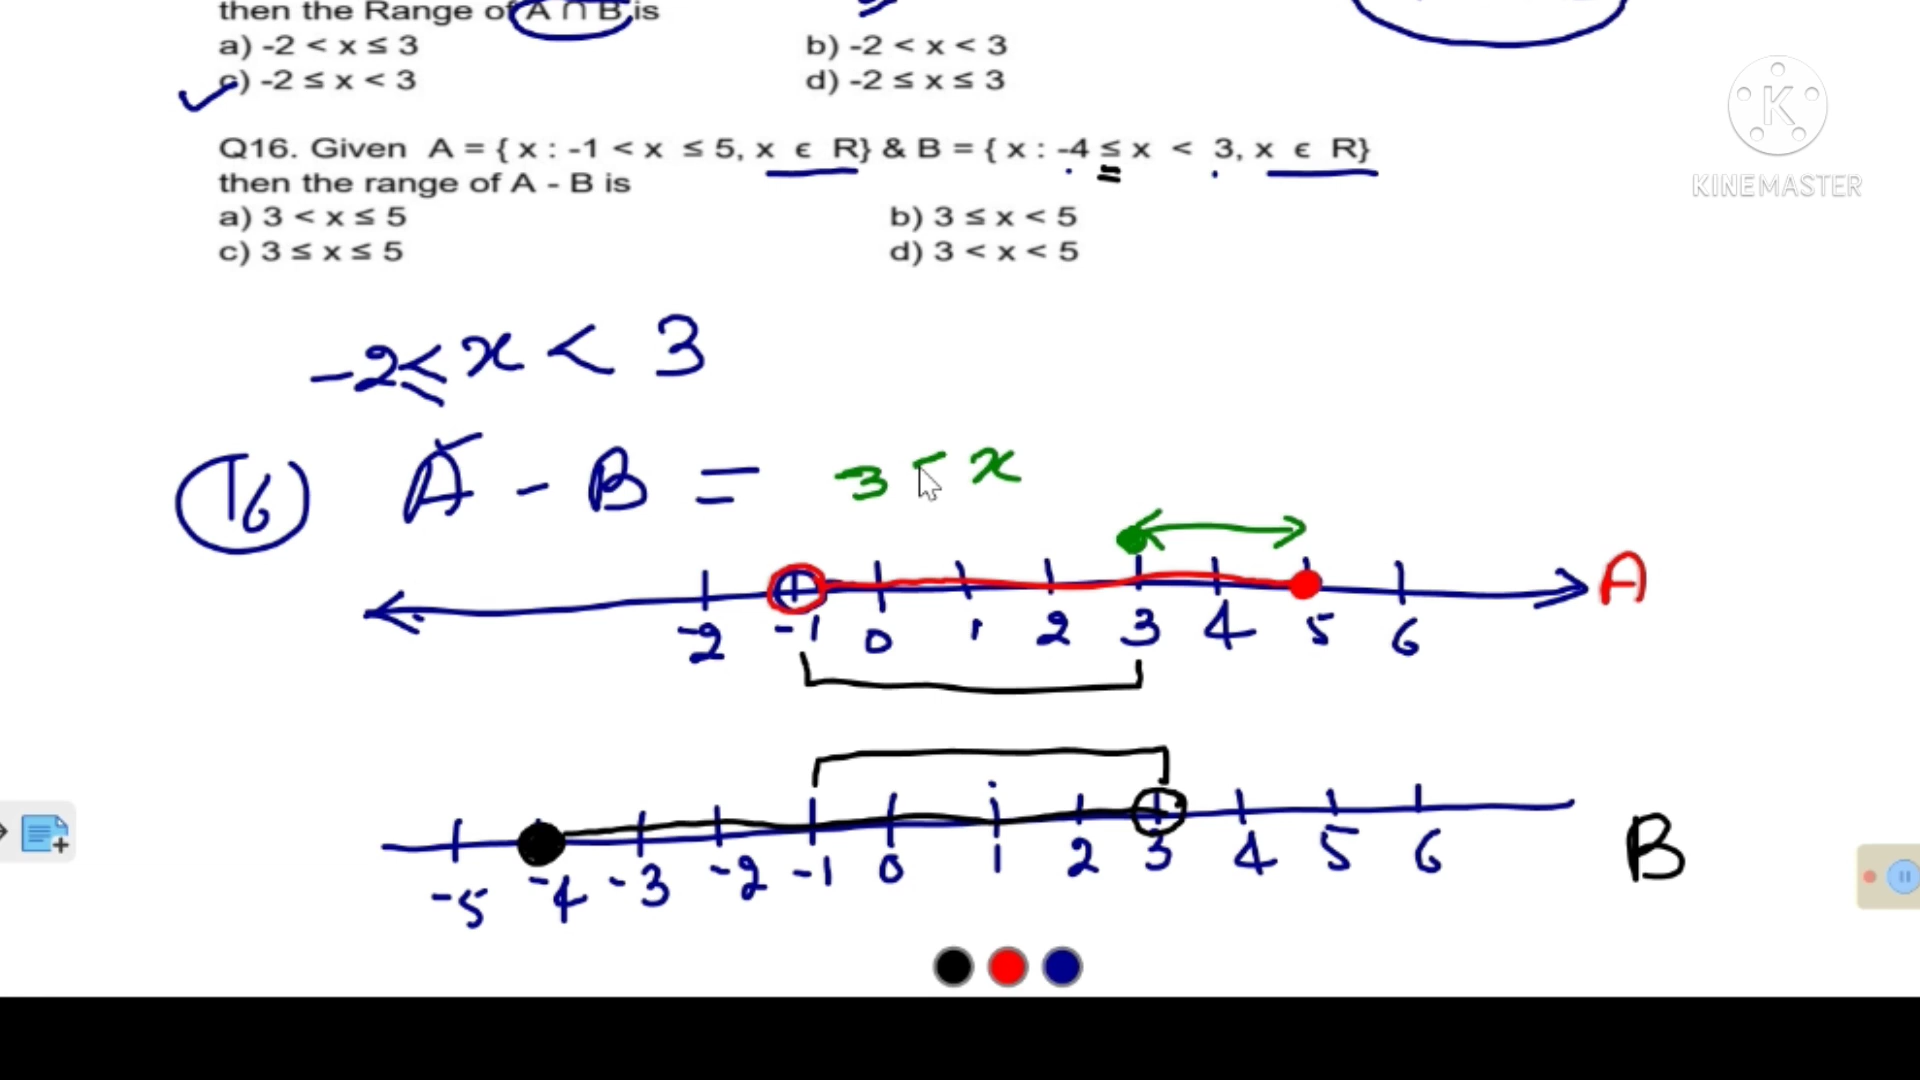 then the Range of A ∩ B is
a) -2 < x ≤ 3
b) -2 < x < 3
c) -2 ≤ x < 3
d) -2 ≤ x ≤ 3
K
KINEMASTER
Q16. Given A = { x : -1 < x ≤ 5, x ϵ R} & B = { x : -4 ≤ x < 3, x ϵ R}
then the range of A - B is
a) 3 < x ≤ 5
b) 3 ≤ x < 5
c) 3 ≤ x ≤ 5
d) 3 < x < 5
-2 ≤ x < 3
16 A - B = 3 < x
A
-2 -1 0 1 2 3 4 5 6
-5 -4 -3 -2 -1 0 1 2 3 4 5 6
B